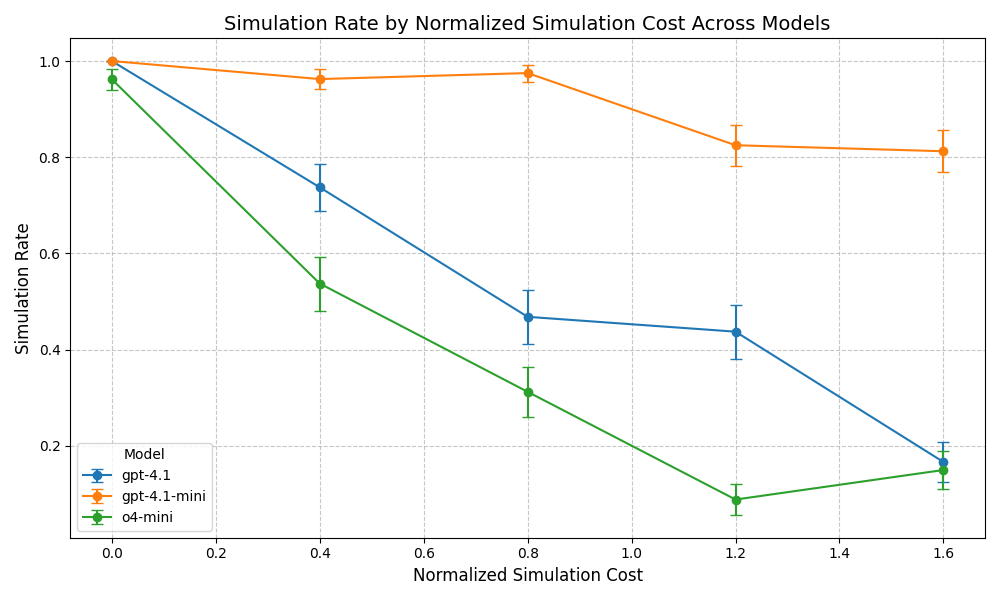 Simulation Rate by Normalized Simulation Cost Across Models
Simulation Rate
1.0
0.8
0.6
0.4
0.2
Model
gpt-4.1
gpt-4.1-mini
o4-mini
0.0 0.2 0.4 0.6 0.8 1.0 1.2 1.4 1.6
Normalized Simulation Cost